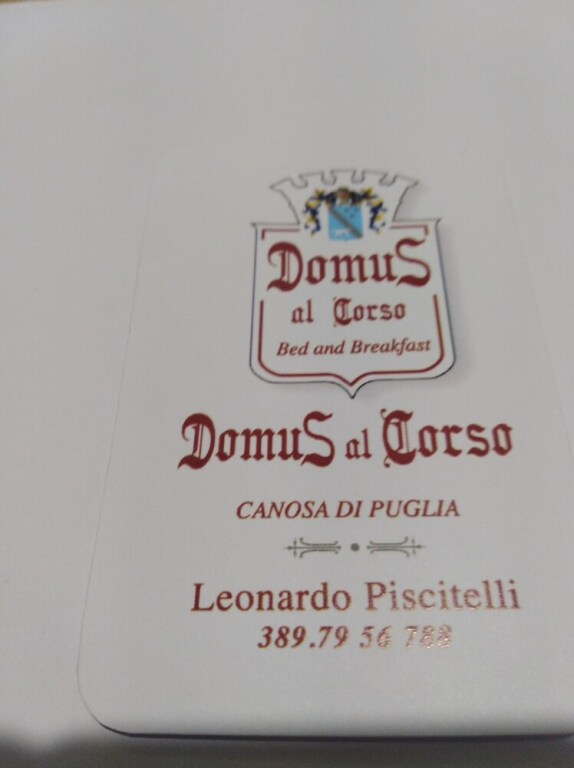 DomuS
al Corso
Bed and Breakfast
DomuS al Corso
CANOSA DI PUGLIA
Leonardo Piscitelli
389.79 56 788